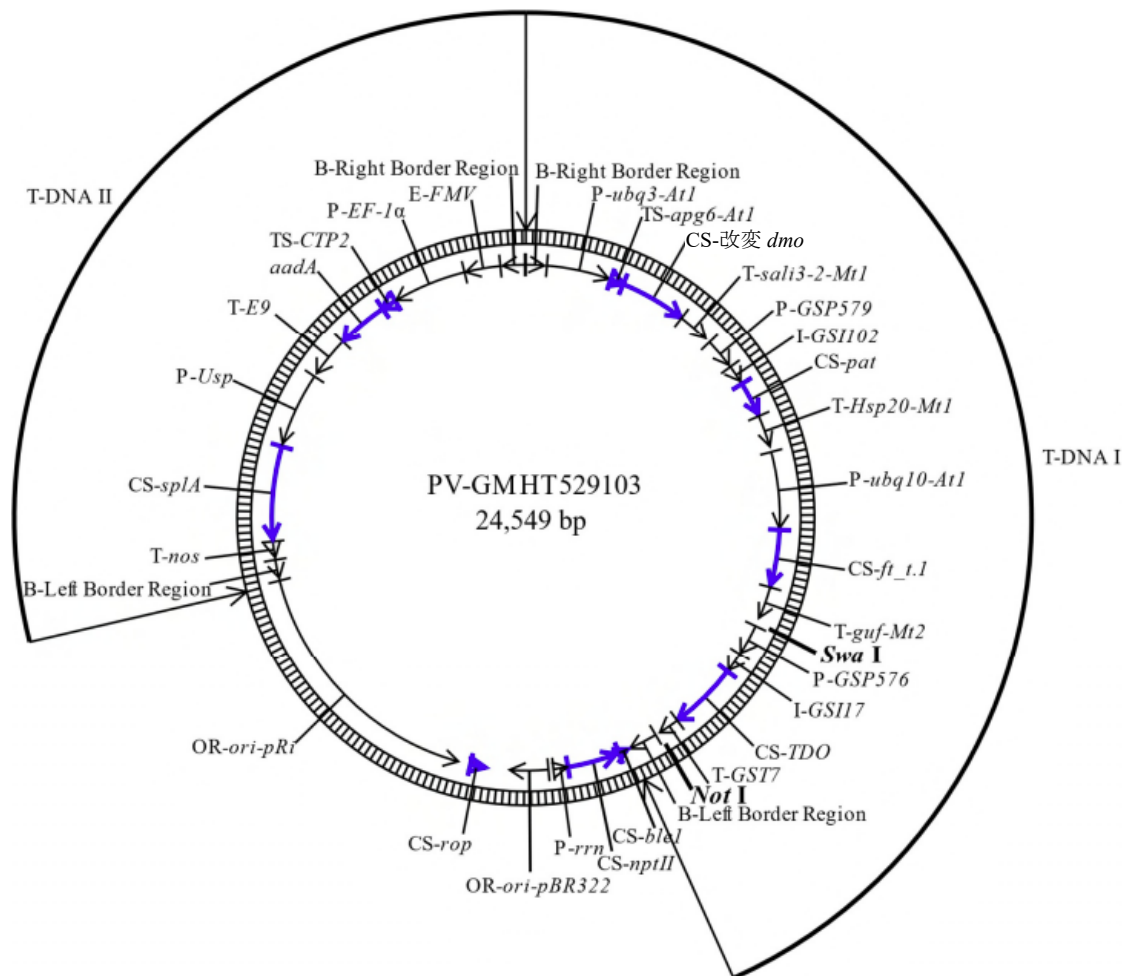 T-DNA II
T-DNA I
B-Right Border Region
E-FMV
P-EF-1α
TS-CTP2
aadA
T-E9
P-Usp
CS-splA
T-nos
B-Left Border Region
OR-ori-pRi
CS-rop
OR-ori-pBR322
P-rrn
CS-nptII
CS-ble1
B-Left Border Region
Not I
T-GST7
CS-TDO
I-GSI17
P-GSP576
Swa I
T-guf-Mt2
CS-ft_t.1
P-ubq10-At1
T-Hsp20-Mt1
CS-pat
I-GSI102
P-GSP579
T-sali3-2-Mt1
CS-改変 dmo
TS-apg6-At1
P-ubq3-At1
B-Right Border Region
PV-GMHT529103
24,549 bp